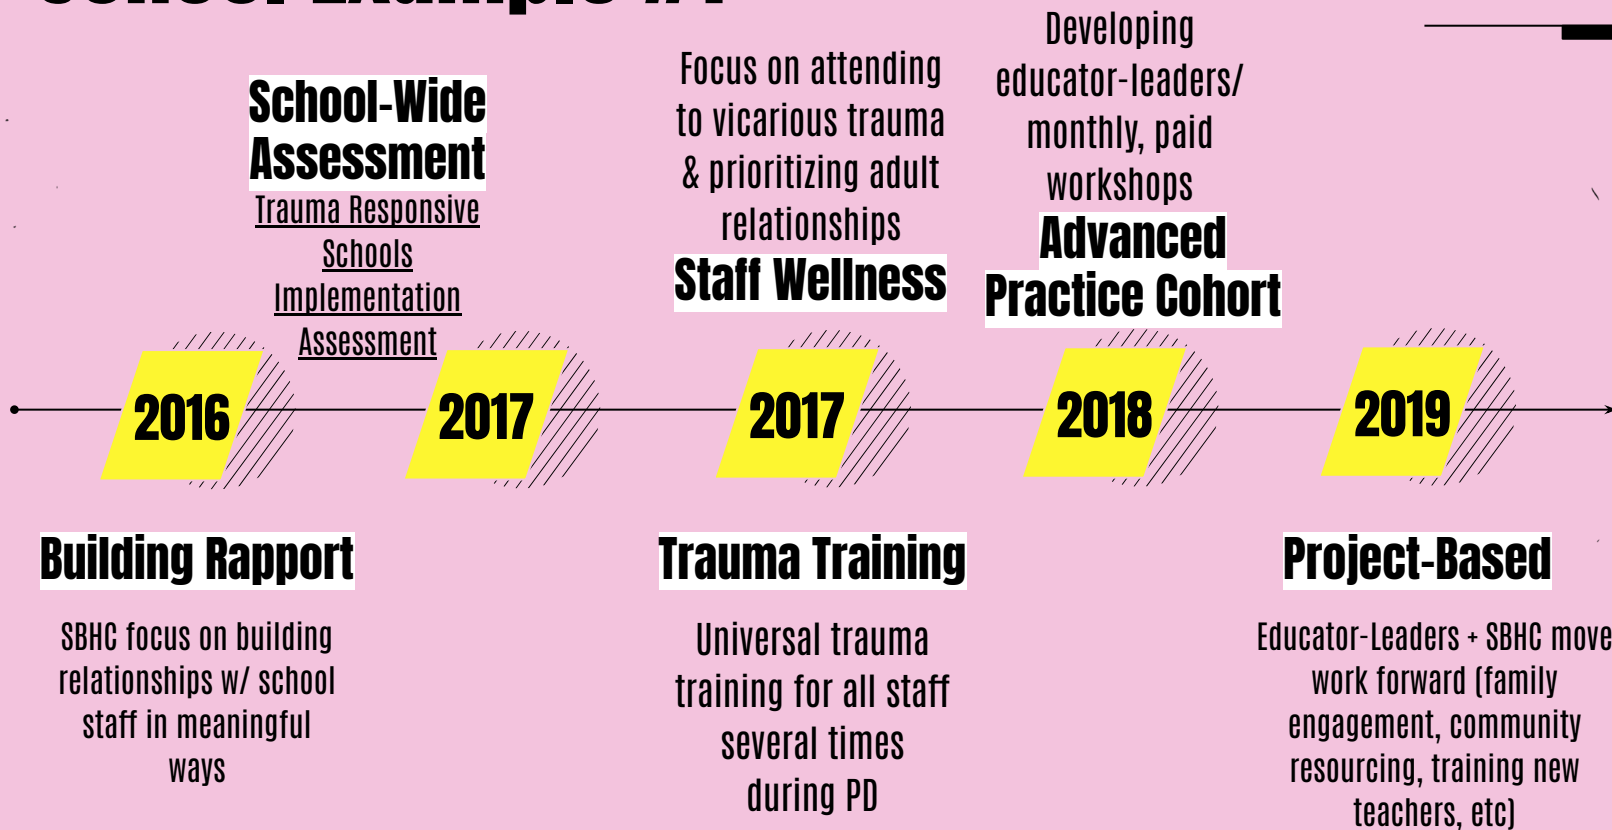 School Example #1
School-Wide
Assessment
Trauma Responsive
Schools
Implementation
Assessment
Focus on attending
to vicarious trauma
& prioritizing adult
relationships
Staff Wellness
Developing
educator-leaders/
monthly, paid
workshops
Advanced
Practice Cohort
2016
2017
2017
2018
2019
Building Rapport
SBHC focus on building
relationships w/ school
staff in meaningful
ways
Trauma Training
Universal trauma
training for all staff
several times
during PD
Project-Based
Educator-Leaders + SBHC move
work forward (family
engagement, community
resourcing, training new
teachers, etc)